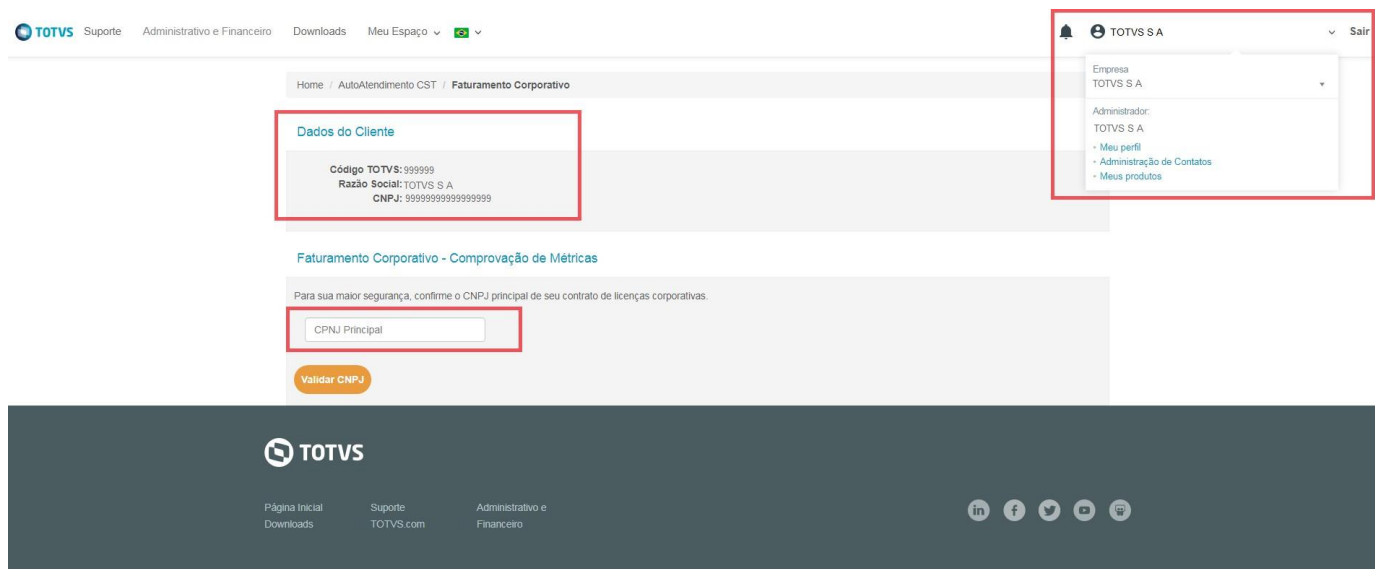 TOTVS Suporte Administrativo e Financeiro Downloads Meu Espaço TOTVS S A Sair
Empresa
TOTVS S A
Administrador:
TOTVS S A
Meu perfil
Administração de Contatos
Meus produtos
Home / AutoAtendimento CST / Faturamento Corporativo
Dados do Cliente
Código TOTVS: 999999
Razão Social: TOTVS S A
CNPJ: 99999999999999999
Faturamento Corporativo - Comprovação de Métricas
Para sua maior segurança, confirme o CNPJ principal de seu contrato de licenças corporativas.
CPNJ Principal
Validar CNPJ
TOTVS
Página Inicial Suporte Administrativo e
Downloads TOTVS.com Financeiro